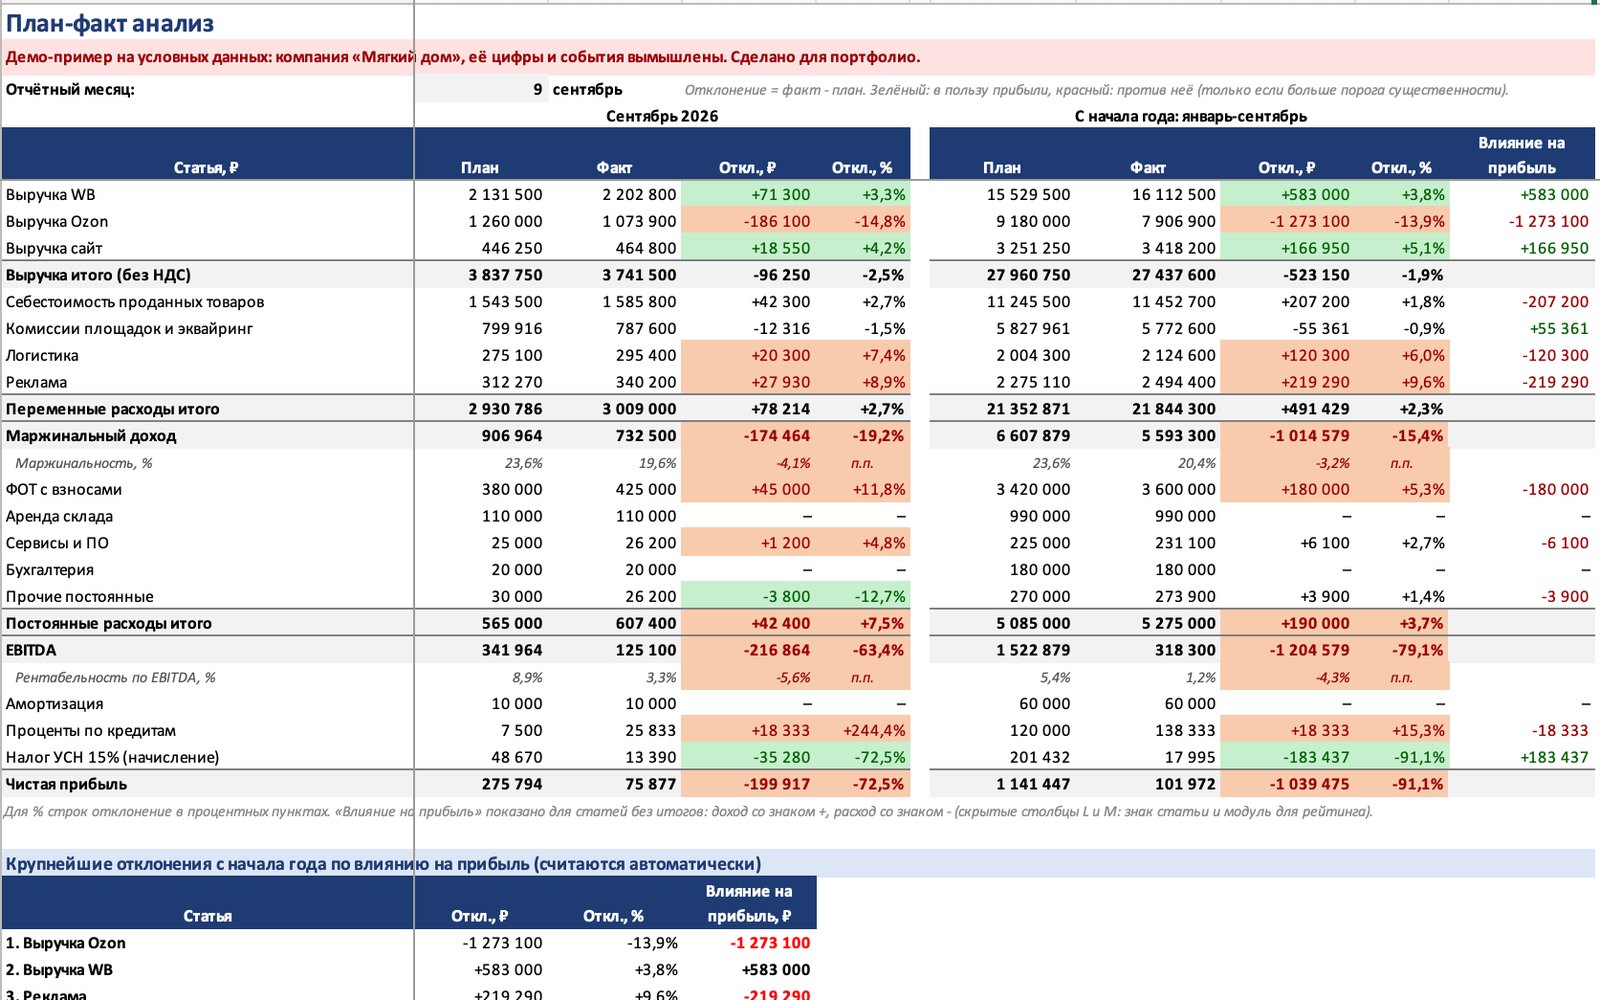 План-факт анализ
Демо-пример на условных данных: компания «Мягкий дом», её цифры и события вымышлены. Сделано для портфолио.
Отчётный месяц: 9 сентябрь Отклонение = факт - план. Зелёный: в пользу прибыли, красный: против неё (только если больше порога существенности).
Сентябрь 2026 С начала года: январь-сентябрь
Статья, ₽ План Факт Откл., ₽ Откл., % План Факт Откл., ₽ Откл., % Влияние на прибыль
Выручка WB 2 131 500 2 202 800 +71 300 +3,3% 15 529 500 16 112 500 +583 000 +3,8% +583 000
Выручка Ozon 1 260 000 1 073 900 -186 100 -14,8% 9 180 000 7 906 900 -1 273 100 -13,9% -1 273 100
Выручка сайт 446 250 464 800 +18 550 +4,2% 3 251 250 3 418 200 +166 950 +5,1% +166 950
Выручка итого (без НДС) 3 837 750 3 741 500 -96 250 -2,5% 27 960 750 27 437 600 -523 150 -1,9%
Себестоимость проданных товаров 1 543 500 1 585 800 +42 300 +2,7% 11 245 500 11 452 700 +207 200 +1,8% -207 200
Комиссии площадок и эквайринг 799 916 787 600 -12 316 -1,5% 5 827 961 5 772 600 -55 361 -0,9% +55 361
Логистика 275 100 295 400 +20 300 +7,4% 2 004 300 2 124 600 +120 300 +6,0% -120 300
Реклама 312 270 340 200 +27 930 +8,9% 2 275 110 2 494 400 +219 290 +9,6% -219 290
Переменные расходы итого 2 930 786 3 009 000 +78 214 +2,7% 21 352 871 21 844 300 +491 429 +2,3%
Маржинальный доход 906 964 732 500 -174 464 -19,2% 6 607 879 5 593 300 -1 014 579 -15,4%
Маржинальность, % 23,6% 19,6% -4,1% п.п. 23,6% 20,4% -3,2% п.п.
ФОТ с взносами 380 000 425 000 +45 000 +11,8% 3 420 000 3 600 000 +180 000 +5,3% -180 000
Аренда склада 110 000 110 000 – – 990 000 990 000 – – –
Сервисы и ПО 25 000 26 200 +1 200 +4,8% 225 000 231 100 +6 100 +2,7% -6 100
Бухгалтерия 20 000 20 000 – – 180 000 180 000 – – –
Прочие постоянные 30 000 26 200 -3 800 -12,7% 270 000 273 900 +3 900 +1,4% -3 900
Постоянные расходы итого 565 000 607 400 +42 400 +7,5% 5 085 000 5 275 000 +190 000 +3,7%
EBITDA 341 964 125 100 -216 864 -63,4% 1 522 879 318 300 -1 204 579 -79,1%
Рентабельность по EBITDA, % 8,9% 3,3% -5,6% п.п. 5,4% 1,2% -4,3% п.п.
Амортизация 10 000 10 000 – – 60 000 60 000 – – –
Проценты по кредитам 7 500 25 833 +18 333 +244,4% 120 000 138 333 +18 333 +15,3% -18 333
Налог УСН 15% (начисление) 48 670 13 390 -35 280 -72,5% 201 432 17 995 -183 437 -91,1% +183 437
Чистая прибыль 275 794 75 877 -199 917 -72,5% 1 141 447 101 972 -1 039 475 -91,1%
Для % строк отклонение в процентных пунктах. «Влияние на прибыль» показано для статей без итогов: доход со знаком +, расход со знаком - (скрытые столбцы L и M: знак статьи и модуль для рейтинга).
Крупнейшие отклонения с начала года по влиянию на прибыль (считаются автоматически)
Статья Откл., ₽ Откл., % Влияние на прибыль, ₽
1. Выручка Ozon -1 273 100 -13,9% -1 273 100
2. Выручка WB +583 000 +3,8% +583 000
3. Реклама +219 290 +9,6% -219 290